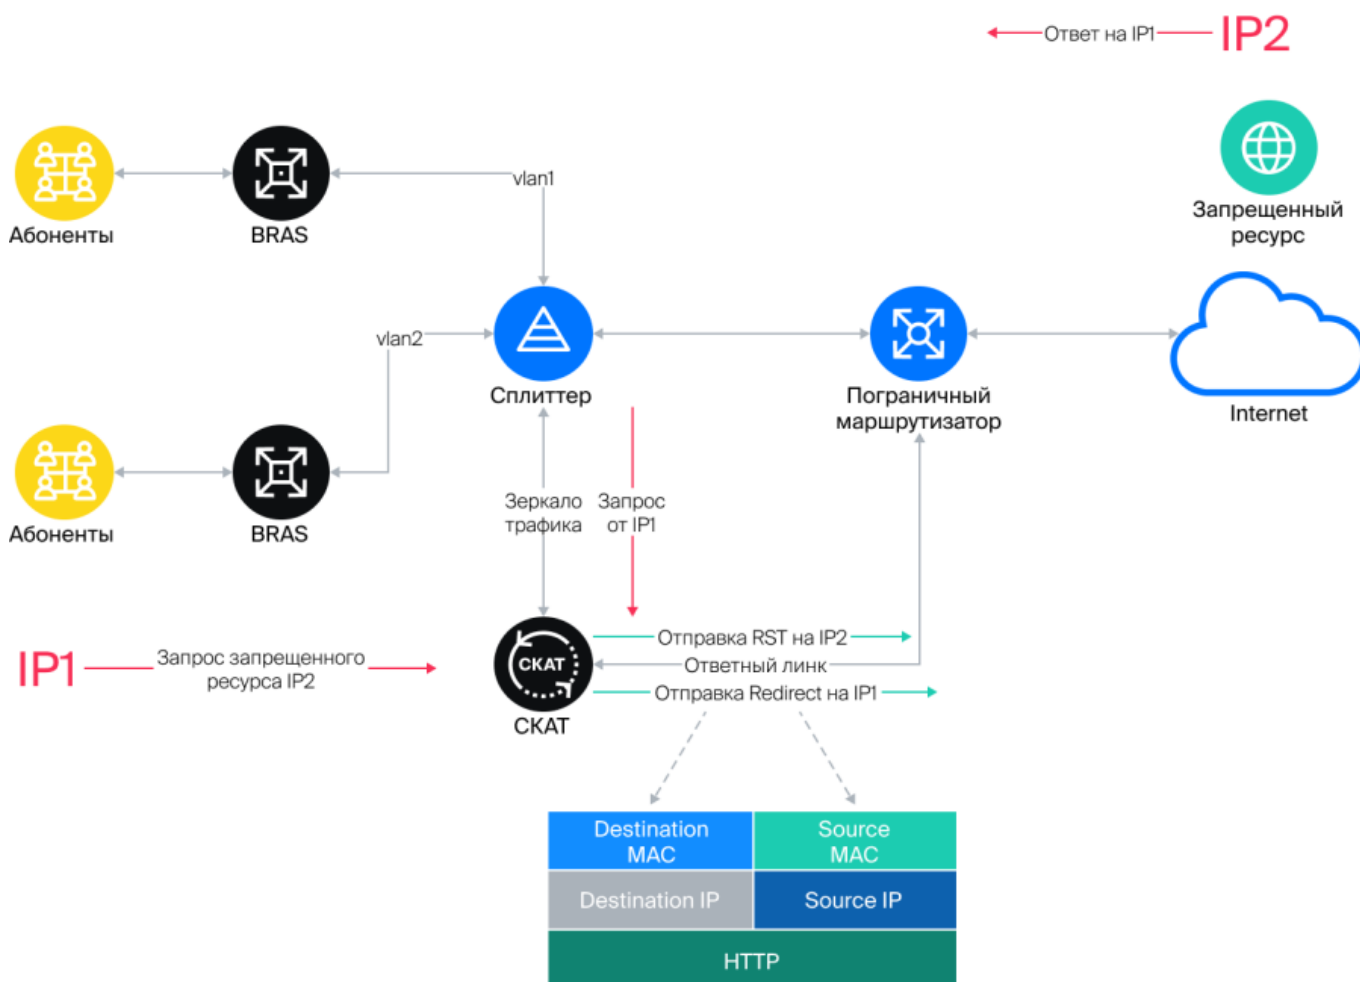 Ответ на IP1
IP2
Абоненты
BRAS
vlan1
Запрещенный
ресурс
vlan2
Сплиттер
Пограничный
маршрутизатор
Internet
Абоненты
BRAS
Зеркало
трафика
Запрос
от IP1
IP1
Запрос запрещенного
ресурса IP2
СКАТ
СКАТ
Отправка RST на IP2
Ответный линк
Отправка Redirect на IP1
Destination
MAC
Source
MAC
Destination IP
Source IP
HTTP